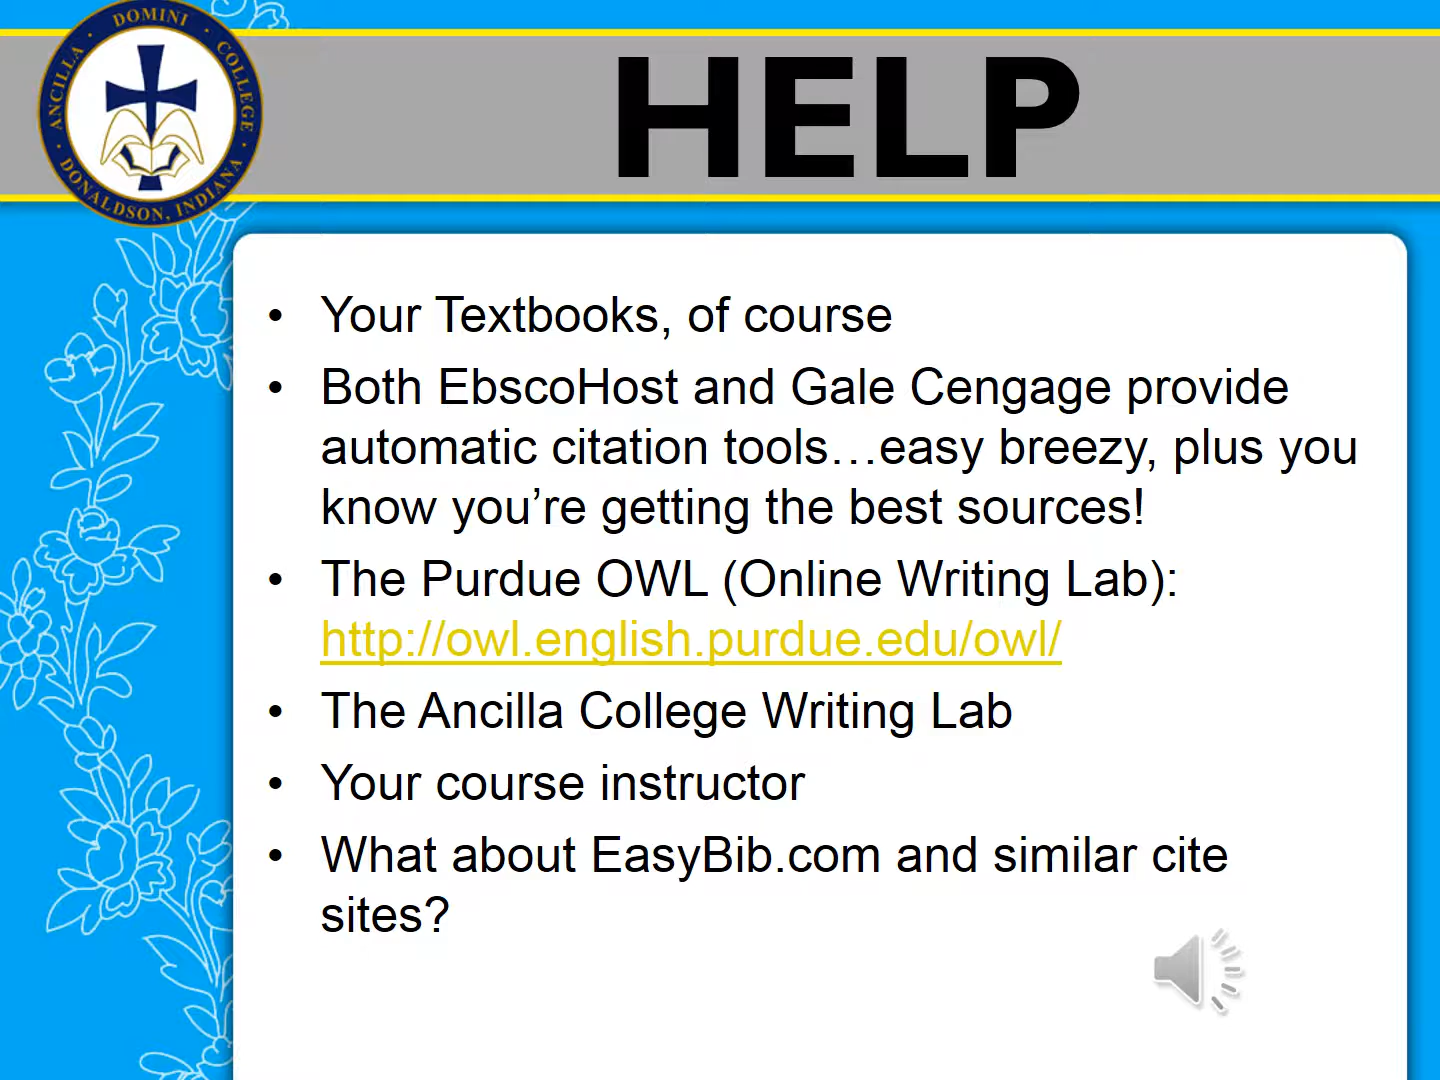 ANCILLA · DOMINI · COLLEGE
· DONALDSON, INDIANA ·
HELP
• Your Textbooks, of course
• Both EbscoHost and Gale Cengage provide
automatic citation tools…easy breezy, plus you
know you’re getting the best sources!
• The Purdue OWL (Online Writing Lab):
http://owl.english.purdue.edu/owl/
• The Ancilla College Writing Lab
• Your course instructor
• What about EasyBib.com and similar cite
sites?